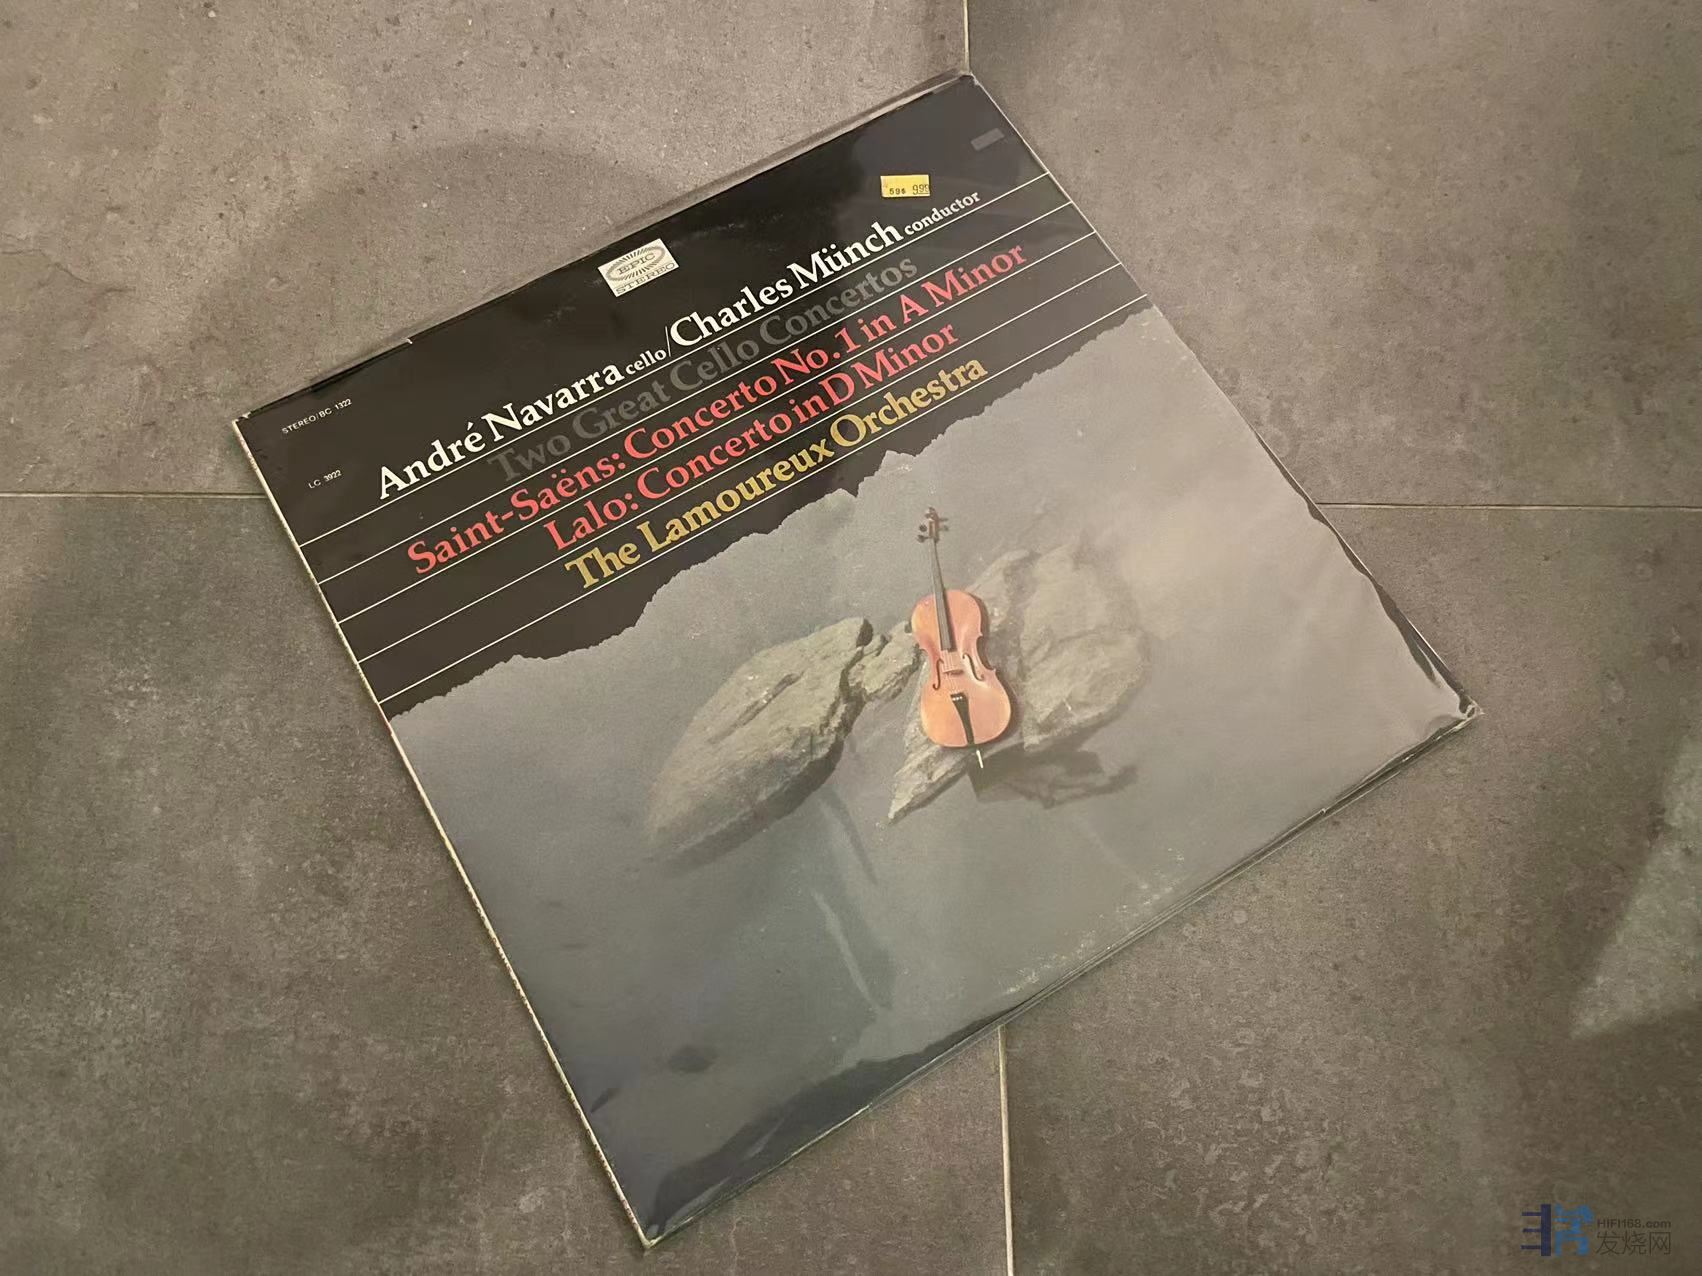 59¢ 999
EPIC
STEREO
STEREO/BC 1322
LC 3922
André Navarra cello/Charles Münch conductor
Two Great Cello Concertos
Saint-Saëns: Concerto No. 1 in A Minor
Lalo: Concerto in D Minor
The Lamoureux Orchestra
HIFI168.com
发烧网